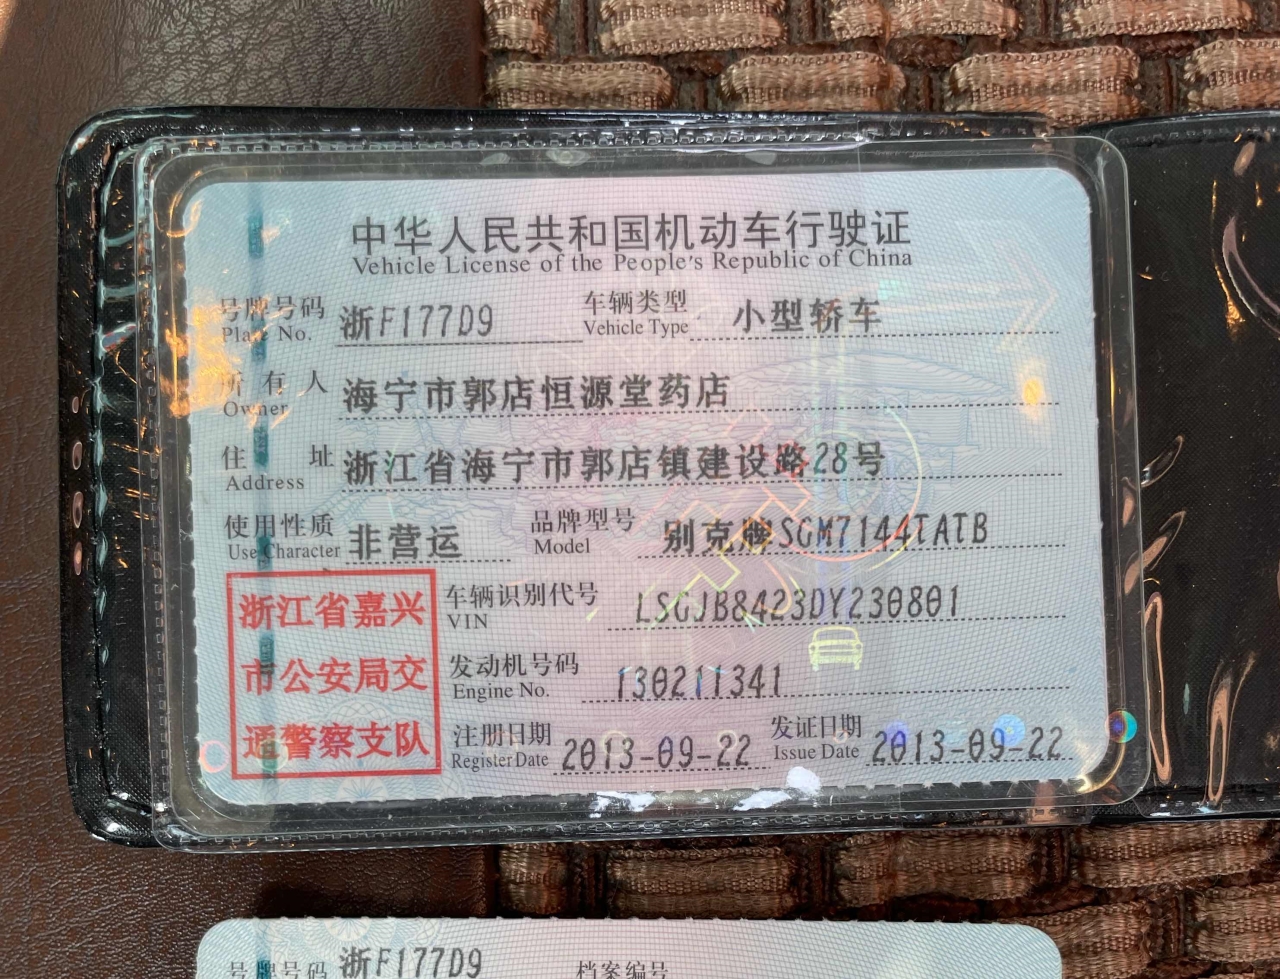 中华人民共和国机动车行驶证
Vehicle License of the People's Republic of China
号牌号码 浙F177D9 车辆类型 小型轿车
Plate No. Vehicle Type
所有人 海宁市郭店恒源堂药店
Owner
住址 浙江省海宁市郭店镇建设路28号
Address
使用性质 非营运 品牌型号 别克牌SGM7144TATB
Use Character Model
浙江省嘉兴
市公安局交
通警察支队
车辆识别代号 LSGJB8423DY230801
VIN
发动机号码 130211341
Engine No.
注册日期 2013-09-22 发证日期 2013-09-22
Register Date Issue Date
号牌号码 浙F177D9 档案编号